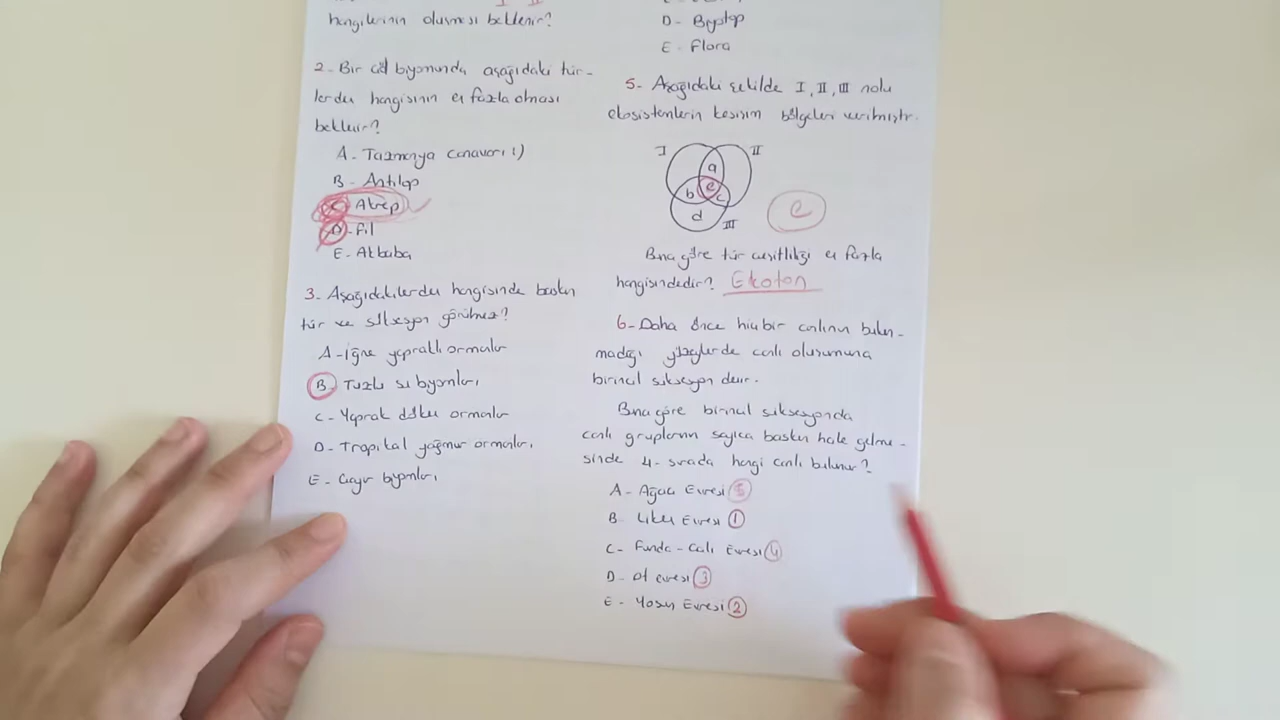 hangilerinin oluşması beklenir?
2- Bir çöl biyomunda aşağıdaki tür-
lerden hangisinin en fazla olması
beklenir?
A- Tazmanya canavarı :)
B- Antilop
C- Akrep
D- Fil
E- Akbaba
3- Aşağıdakilerden hangisinde baskın
tür ve süksesyon görülmez?
A- İğne yapraklı ormanlar
B- Tuzlu su biyomları
C- Yaprak döken ormanlar
D- Tropikal yağmur ormanları
E- Çayır biyomları
D- Biyotop
E- Flora
5- Aşağıdaki şekilde I, II, III nolu
ekosistemlerin kesişim bölgeleri verilmiştir.
I
II
a
b
e
c
d
III
e
Buna göre tür çeşitliliği en fazla
hangisindedir? Ekoton
6- Daha önce hiçbir canlının bulun-
madığı yüzeylerde canlı oluşumuna
birincil süksesyon denir.
Buna göre birincil süksesyonda
canlı gruplarının sayıca baskın hale gelme-
sinde 4. sırada hangi canlı bulunur?
A- Ağaç Evresi 5
B- Liken Evresi 1
C- Funda-Çalı Evresi 4
D- Ot evresi 3
E- Yosun Evresi 2